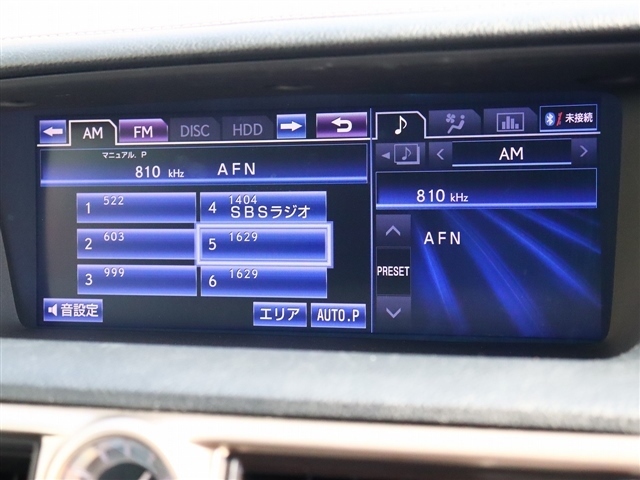 AM FM DISC HDD
マニュアル. P
810 kHz AFN
1 522
2 603
3 999
4 1404 SBSラジオ
5 1629
6 1629
音設定
エリア
AUTO.P
未接続
AM
810 kHz
AFN
PRESET